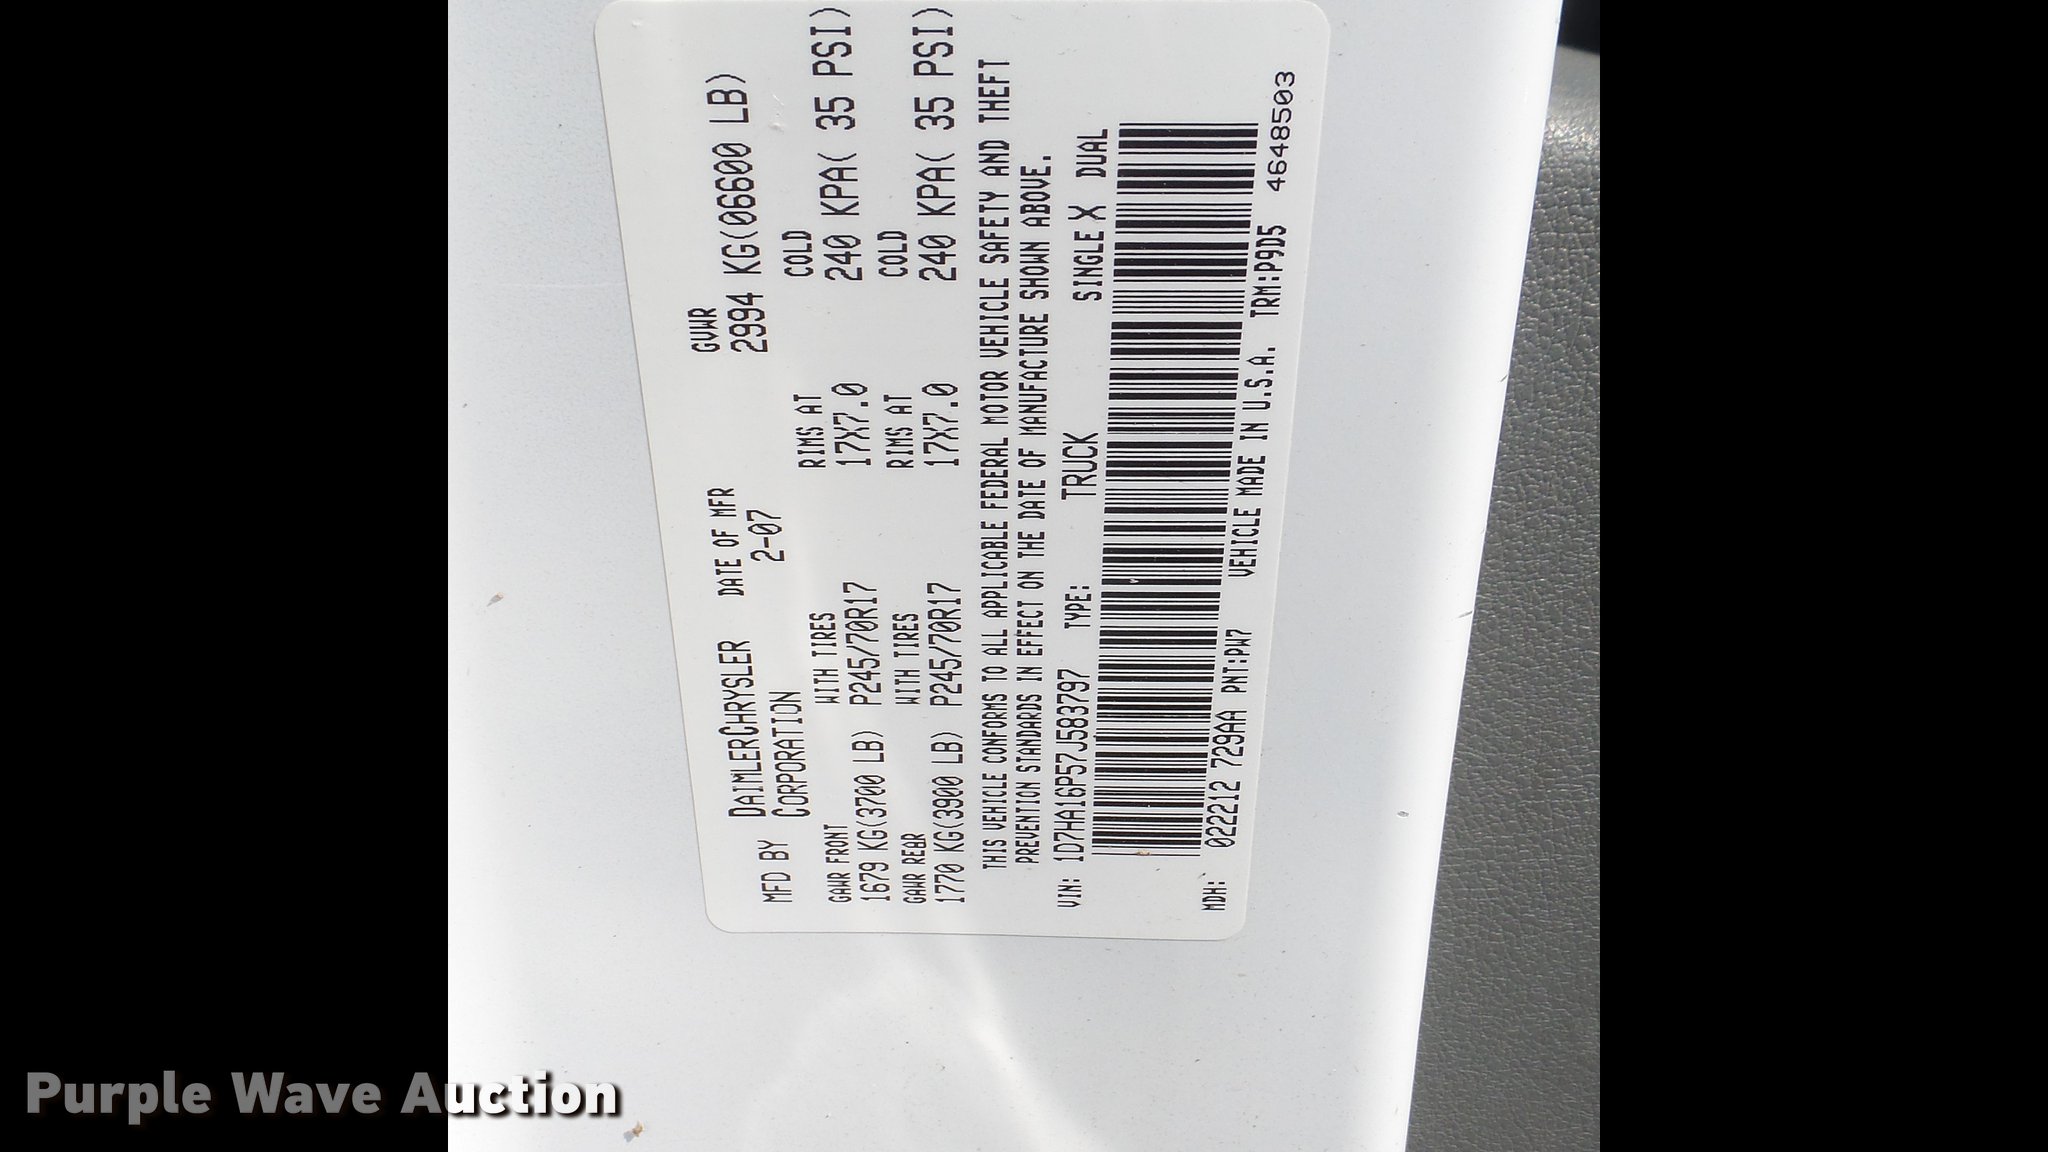 MFD BY DAIMLERCHRYSLER CORPORATION DATE OF MFR 2-07 GVWR 2994 KG(06600 LB)
GAWR FRONT WITH TIRES RIMS AT COLD
1679 KG(3700 LB) P245/70R17 17X7.0 240 KPA( 35 PSI)
GAWR REAR WITH TIRES RIMS AT COLD
1770 KG(3900 LB) P245/70R17 17X7.0 240 KPA( 35 PSI)
THIS VEHICLE CONFORMS TO ALL APPLICABLE FEDERAL MOTOR VEHICLE SAFETY AND THEFT
PREVENTION STANDARDS IN EFFECT ON THE DATE OF MANUFACTURE SHOWN ABOVE.
VIN: 1D7HA16P57J583797 TYPE: TRUCK SINGLE X DUAL
MDH: 022212 729AA PNT:PW7 VEHICLE MADE IN U.S.A. TRM:P9D5 4648503
Purple Wave Auction